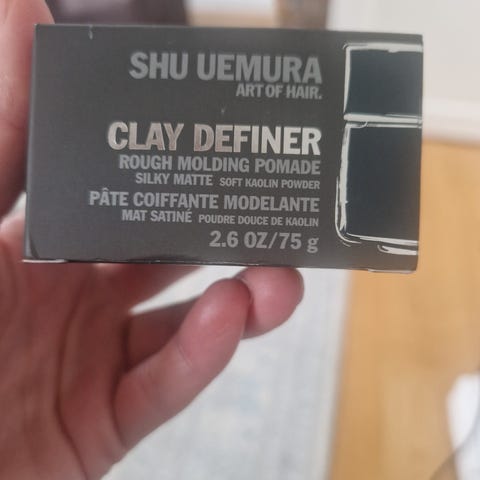 SHU UEMURA
ART OF HAIR.
CLAY DEFINER
ROUGH MOLDING POMADE
SILKY MATTE SOFT KAOLIN POWDER
PÂTE COIFFANTE MODELANTE
MAT SATINÉ POUDRE DOUCE DE KAOLIN
2.6 OZ/75 g